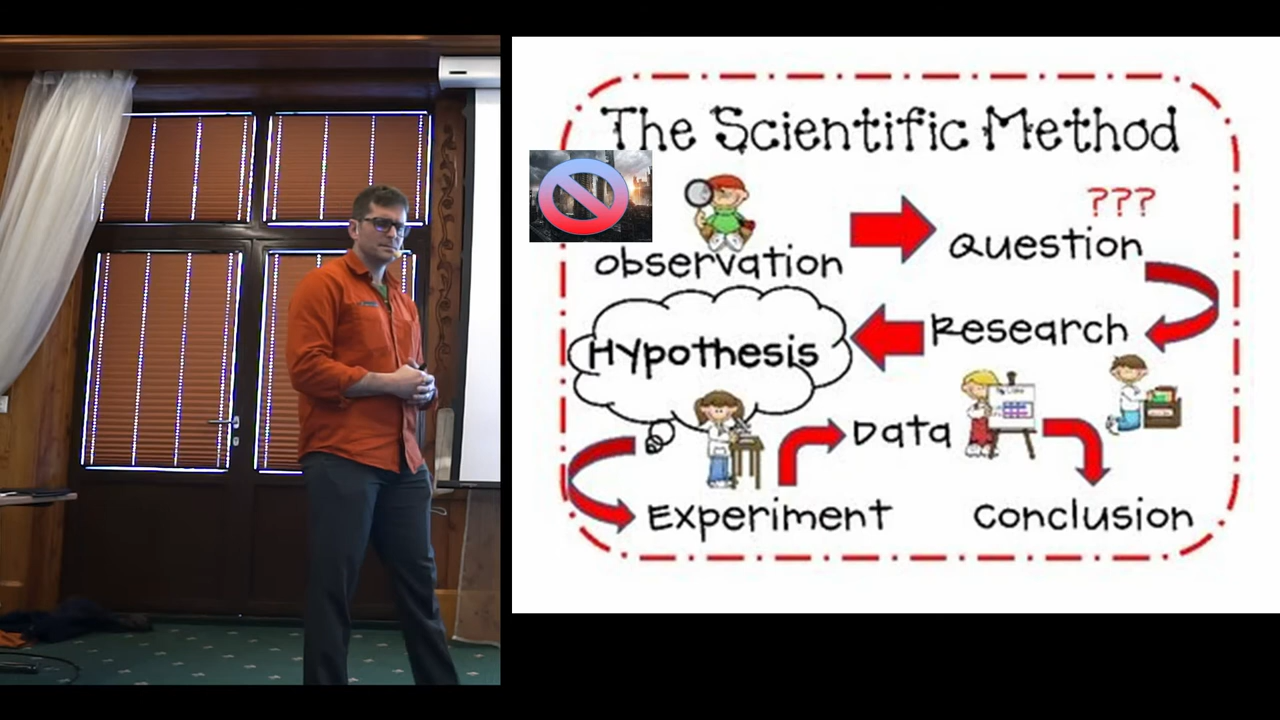 The Scientific Method
???
Observation
Question
Hypothesis
Research
Data
Experiment
Conclusion